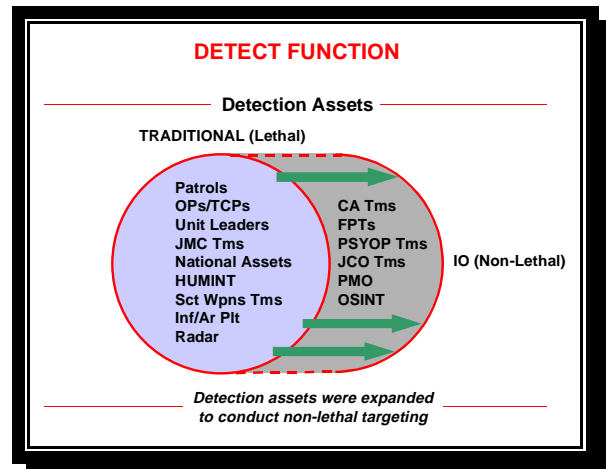 DETECT FUNCTION
Detection Assets
TRADITIONAL (Lethal)
Patrols
OPs/TCPs
Unit Leaders
JMC Tms
National Assets
HUMINT
Sct Wpns Tms
Inf/Ar Plt
Radar
CA Tms
FPTs
PSYOP Tms
JCO Tms
PMO
OSINT
IO (Non-Lethal)
Detection assets were expanded
to conduct non-lethal targeting